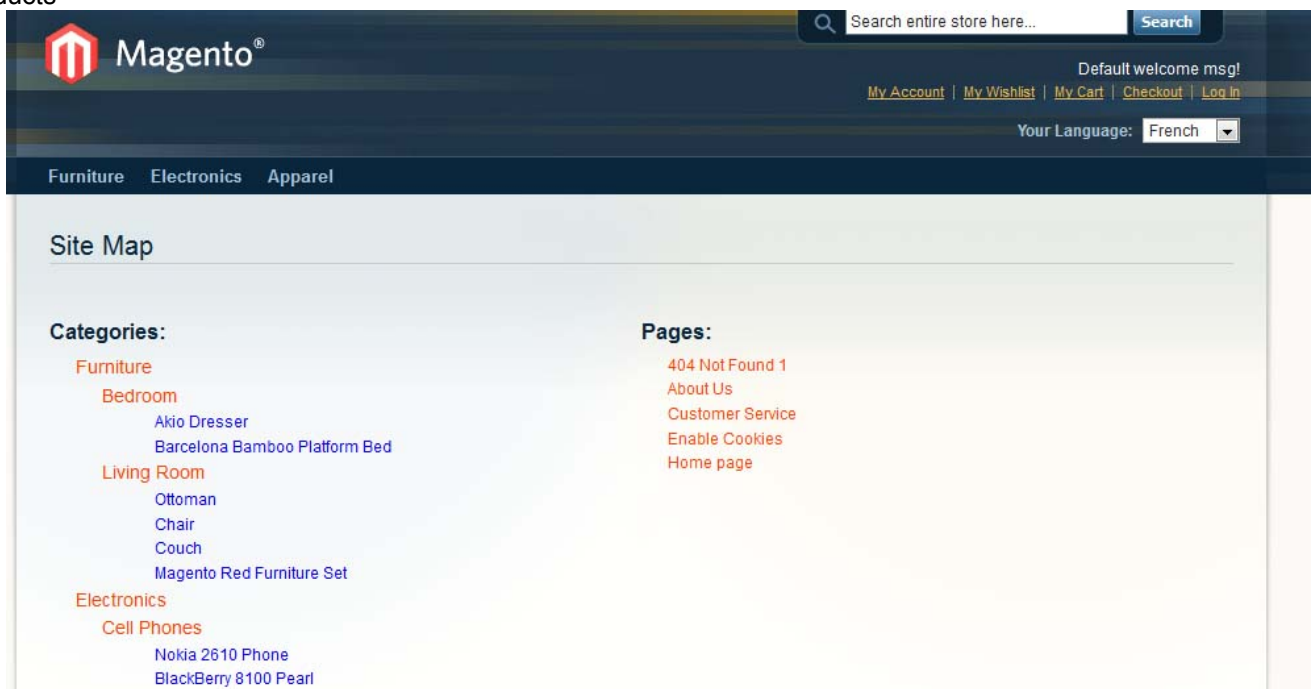 Magento®
Search entire store here... Search
Default welcome msg!
My Account | My Wishlist | My Cart | Checkout | Log In
Your Language: French
Furniture Electronics Apparel
Site Map
Categories:
Furniture
Bedroom
Akio Dresser
Barcelona Bamboo Platform Bed
Living Room
Ottoman
Chair
Couch
Magento Red Furniture Set
Electronics
Cell Phones
Nokia 2610 Phone
BlackBerry 8100 Pearl
Pages:
404 Not Found 1
About Us
Customer Service
Enable Cookies
Home page